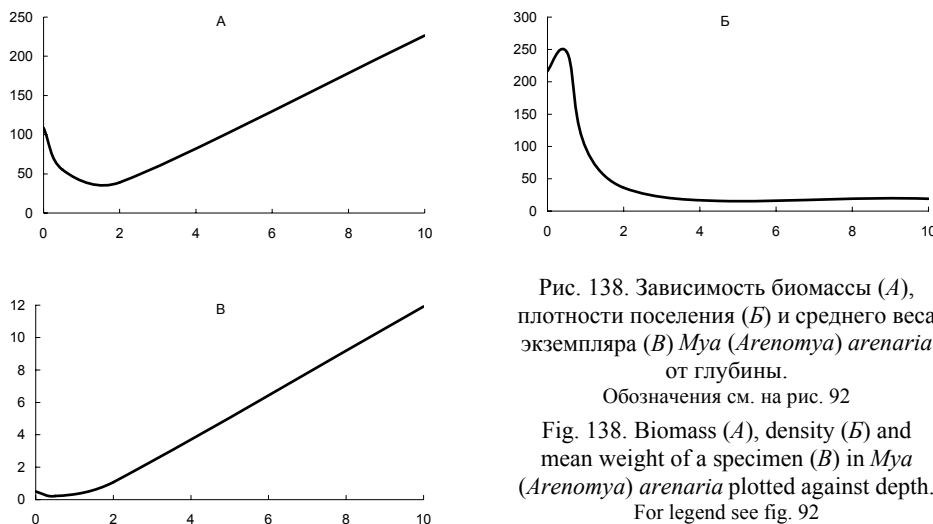 А
250
200
150
100
50
0
0 2 4 6 8 10
Б
300
250
200
150
100
50
0
0 2 4 6 8 10
В
12
10
8
6
4
2
0
0 2 4 6 8 10
Рис. 138. Зависимость биомассы (А),
плотности поселения (Б) и среднего веса
экземпляра (В) Mya (Arenomya) arenaria
от глубины.
Обозначения см. на рис. 92
Fig. 138. Biomass (А), density (Б) and
mean weight of a specimen (В) in Mya
(Arenomya) arenaria plotted against depth.
For legend see fig. 92